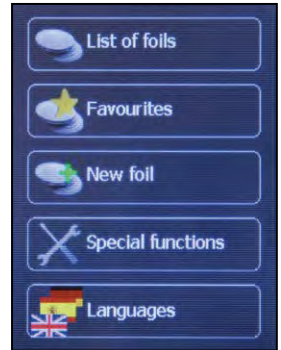 List of foils
Favourites
New foil
Special functions
Languages